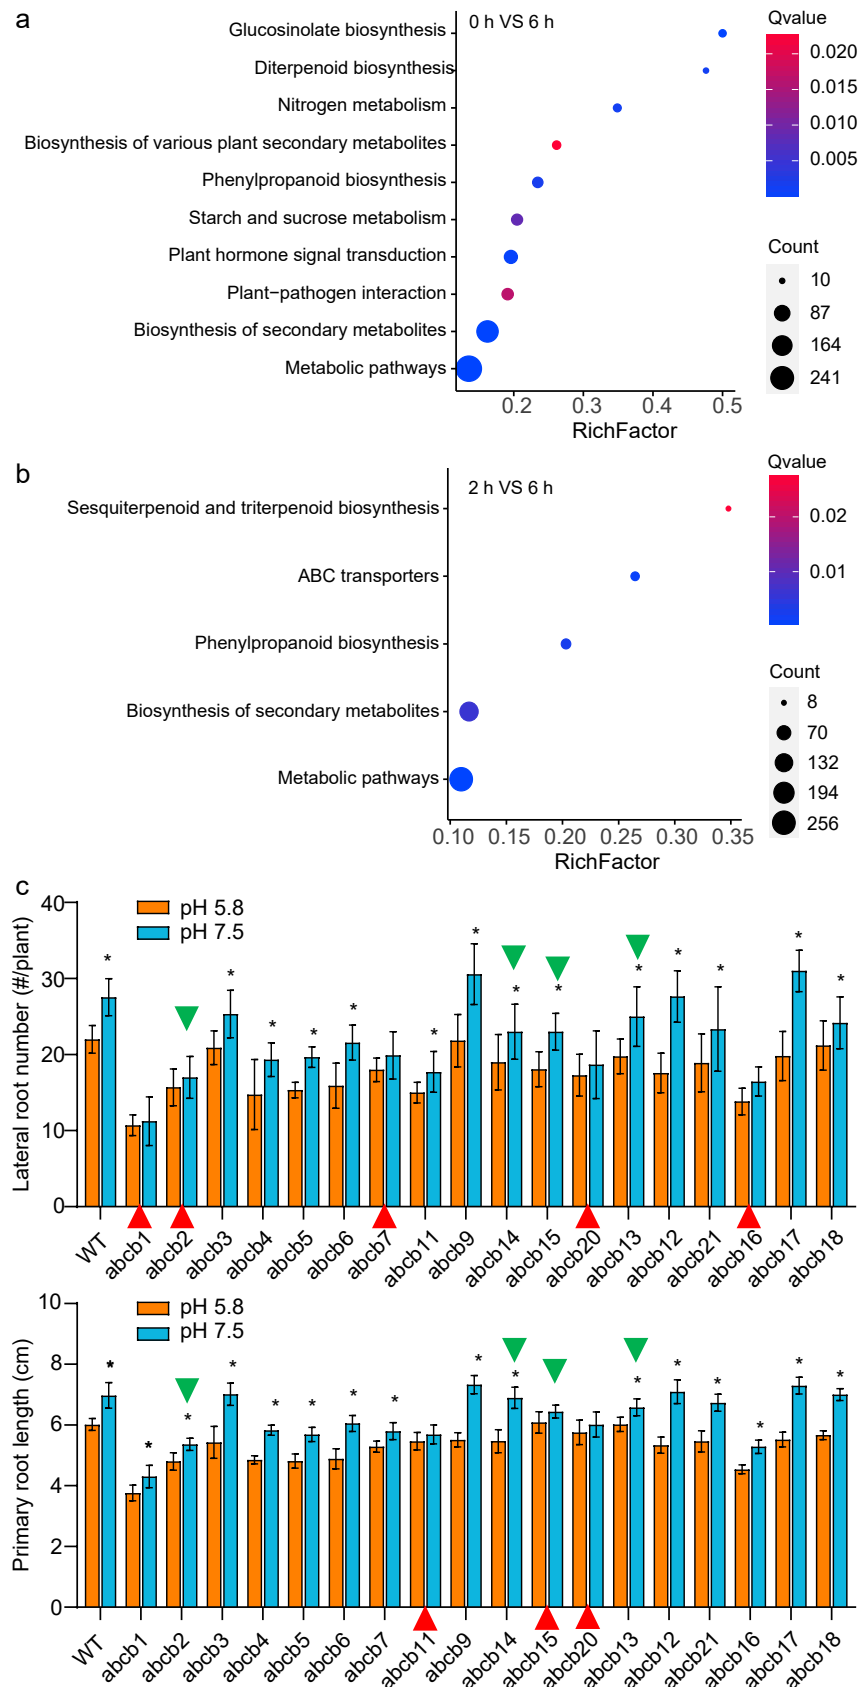 a
0 h VS 6 h
Glucosinolate biosynthesis
Diterpenoid biosynthesis
Nitrogen metabolism
Biosynthesis of various plant secondary metabolites
Phenylpropanoid biosynthesis
Starch and sucrose metabolism
Plant hormone signal transduction
Plant−pathogen interaction
Biosynthesis of secondary metabolites
Metabolic pathways
0.2 0.3 0.4 0.5
RichFactor
Qvalue
0.020
0.015
0.010
0.005
Count
10
87
164
241
b
2 h VS 6 h
Sesquiterpenoid and triterpenoid biosynthesis
ABC transporters
Phenylpropanoid biosynthesis
Biosynthesis of secondary metabolites
Metabolic pathways
0.10 0.15 0.20 0.25 0.30 0.35
RichFactor
Qvalue
0.02
0.01
Count
8
70
132
194
256
c
Lateral root number (#/plant)
40
30
20
10
0
pH 5.8
pH 7.5
* * * * * * * * * * * * * *
WT abcb1 abcb2 abcb3 abcb4 abcb5 abcb6 abcb7 abcb11 abcb9 abcb14 abcb15 abcb20 abcb13 abcb12 abcb21 abcb16 abcb17 abcb18
Primary root length (cm)
10
8
6
4
2
0
pH 5.8
pH 7.5
* * * * * * * * * * * * * * * *
WT abcb1 abcb2 abcb3 abcb4 abcb5 abcb6 abcb7 abcb11 abcb9 abcb14 abcb15 abcb20 abcb13 abcb12 abcb21 abcb16 abcb17 abcb18